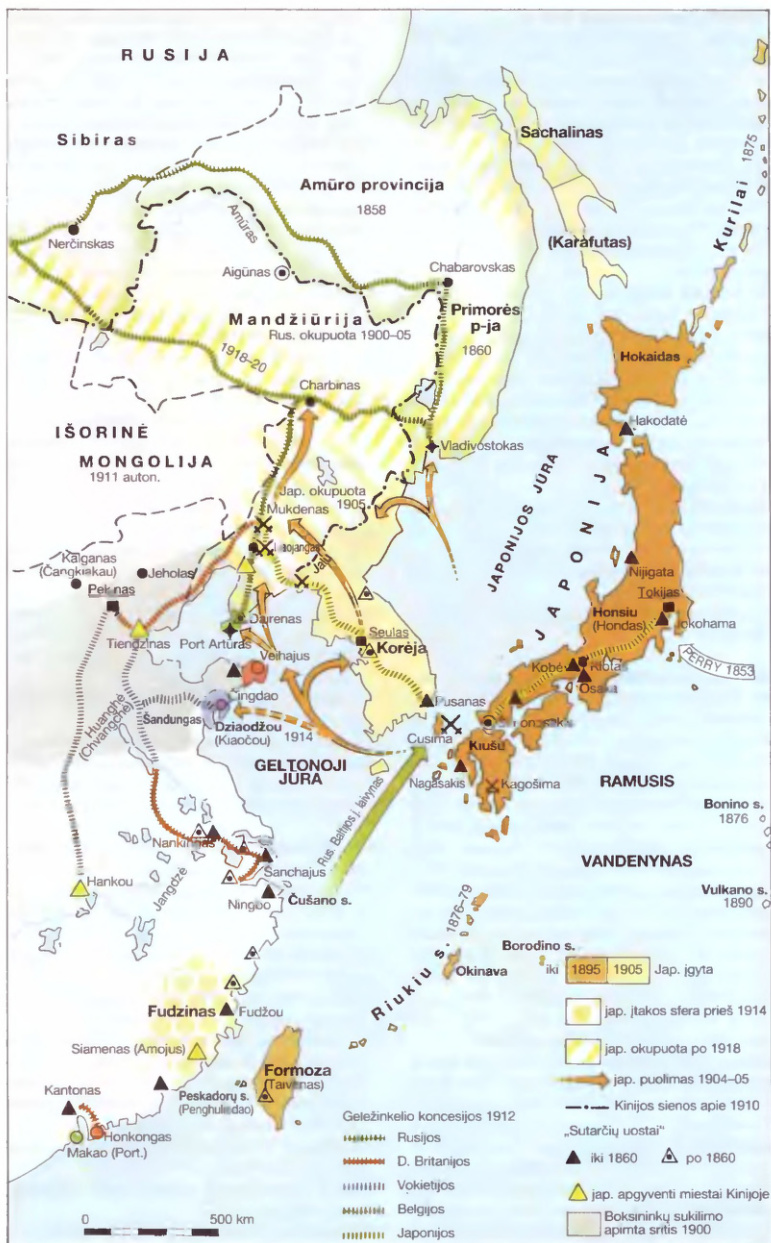 RUSIJA
Sibiras
Sachalinas
Kurilai 1875
Amūro provincija
1858
Amūras
Nerčinskas
Aigūnas
Chabarovskas
(Karafutas)
Mandžiūrija
Rus. okupuota 1900–05
Primorės
p-ja
1860
1918-20
Hokaidas
Charbinas
IŠORINĖ
MONGOLIJA
1911 auton.
Vladivostokas
Hakodatė
JAPONIJOS JŪRA
JAPONIJA
Jap. okupuota
1905
Mukdenas
Kalganas
(Čangkiakau)
Jeholas
Jalu
Nijigata
Pekinas
Tokijas
Honsiu
(Hondas)
Jokohama
Dairenas
Tiendzinas
Port Artūras
Seulas
Korėja
Veihajus
PERRY 1853
Kobė
Osaka
Pusanas
Cingdao
Sandungas
Dziaodžou
(Kiaočou)
1914
Huanghė
(Chvangchė)
Cusima
Kiušu
GELTONOJI
JŪRA
Nagasakis
Kagošima
RAMUSIS
Rus. Baltijos j. laivynas
Bonino s.
1876
Nankinas
VANDENYNAS
Sanchajus
Hankou
Jangdzė
Ningbo
Čušano s.
Vulkano s.
1890
Riukiu s. 1876–79
Borodino s.
Okinava
iki 1895 1905 Jap. įgyta
Fudzinas
Fudžou
jap. įtakos sfera prieš 1914
Siamenas (Amojus)
jap. okupuota po 1918
Formoza
(Taivanas)
jap. puolimas 1904–05
Kantonas
Peskadorų s.
(Penghuliedao)
Kinijos sienos apie 1910
Geležinkelio koncesijos 1912
„Sutarčių uostai“
Honkongas
Makao (Port.)
Rusijos
iki 1860 po 1860
D. Britanijos
Vokietijos
jap. apgyventi miestai Kinijoje
Belgijos
Boksininkų sukilimo
apimta sritis 1900
Japonijos
0 500 km